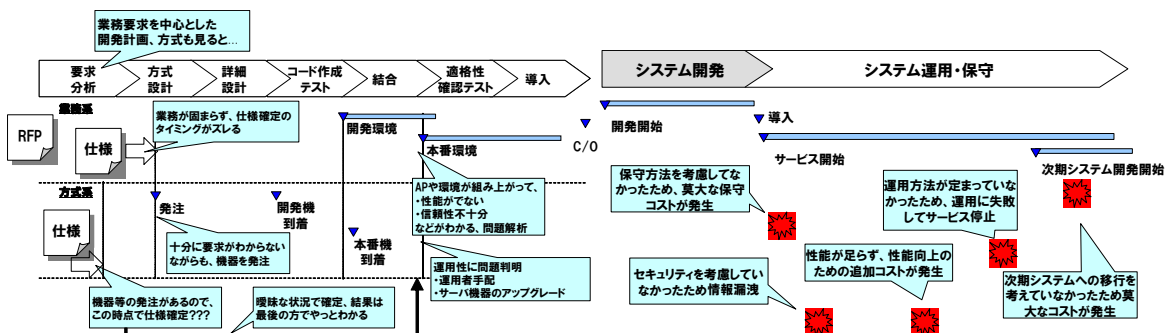 業務要求を中心とした
開発計画、方式も見ると…
要求
分析
方式
設計
詳細
設計
コード作成
テスト
結合
適格性
確認テスト
導入
システム開発
システム運用・保守
業務系
RFP
仕様
業務が固まらず、仕様確定の
タイミングがズレる
開発環境
本番環境
C/O
開発開始
導入
サービス開始
次期システム開発開始
方式系
仕様
発注
開発機
到着
本番機
到着
APや環境が組み上がって、
・性能がでない
・信頼性不十分
などがわかる、問題解析
十分に要求がわからない
ながらも、機器を発注
運用性に問題判明
・運用者手配
・サーバ機器のアップグレード
機器等の発注があるので、
この時点で仕様確定???
曖昧な状況で確定、結果は
最後の方でやっとわかる
保守方法を考慮してな
かったため、莫大な保守
コストが発生
運用方法が定まっていな
かったため、運用に失敗
してサービス停止
セキュリティを考慮してい
なかったため情報漏洩
性能が足らず、性能向上の
ための追加コストが発生
次期システムへの移行を
考えていなかったため莫
大なコストが発生